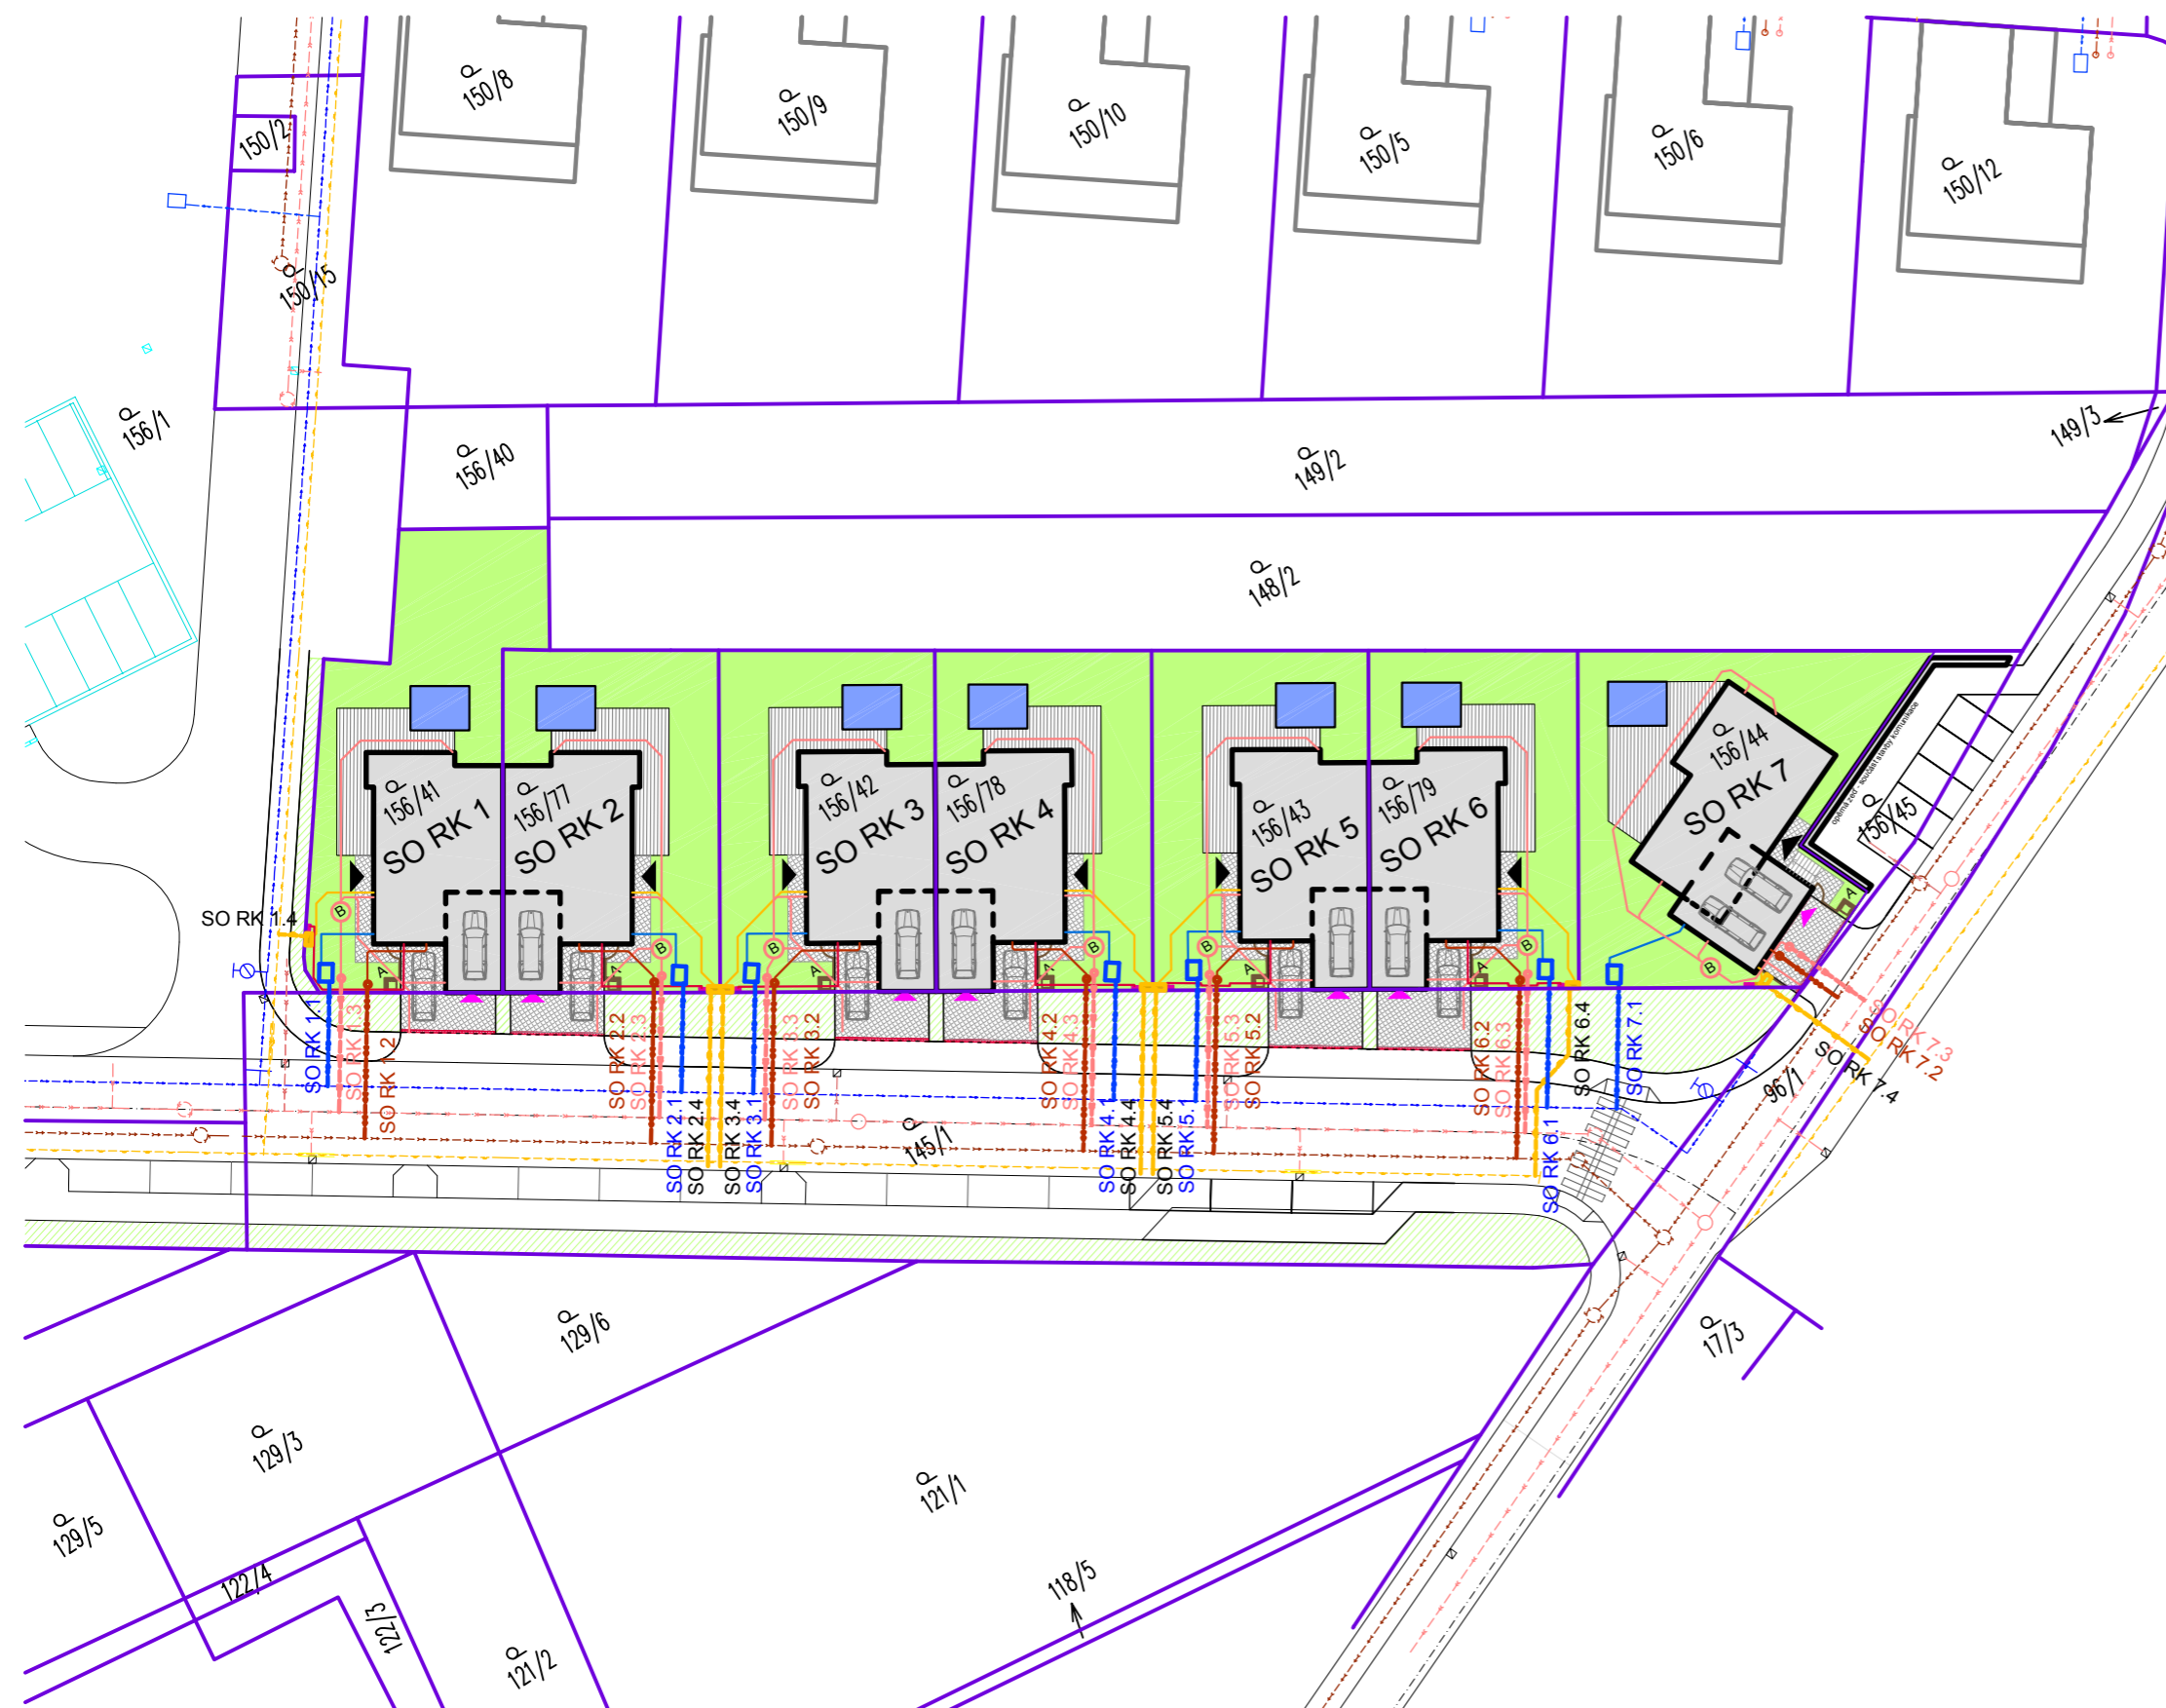 150/8
150/9
150/10
150/5
150/6
150/12
150/2
150/15
156/1
156/40
149/2
149/3
148/2
156/41
SO RK 1
156/77
SO RK 2
156/42
SO RK 3
156/78
SO RK 4
156/43
SO RK 5
156/79
SO RK 6
156/44
SO RK 7
156/45
opěrná zeď - součást stavby komunikace
B
B
B
B
B
B
B
A
A
A
A
A
A
A
SO RK 1.4
SO RK 1.1
SO RK 1.3
SO RK 1.2
SO RK 2.2
SO RK 2.3
SO RK 2.1
SO RK 2.4
SO RK 3.4
SO RK 3.1
SO RK 3.3
SO RK 3.2
SO RK 4.2
SO RK 4.3
SO RK 4.1
SO RK 4.4
SO RK 5.4
SO RK 5.1
SO RK 5.3
SO RK 5.2
SO RK 6.2
SO RK 6.3
SO RK 6.1
SO RK 6.4
SO RK 7.1
SO RK 7.3
SO RK 7.2
SO RK 7.4
96/1
145/1
129/6
17/3
129/3
129/5
121/1
122/4
122/3
121/2
118/5